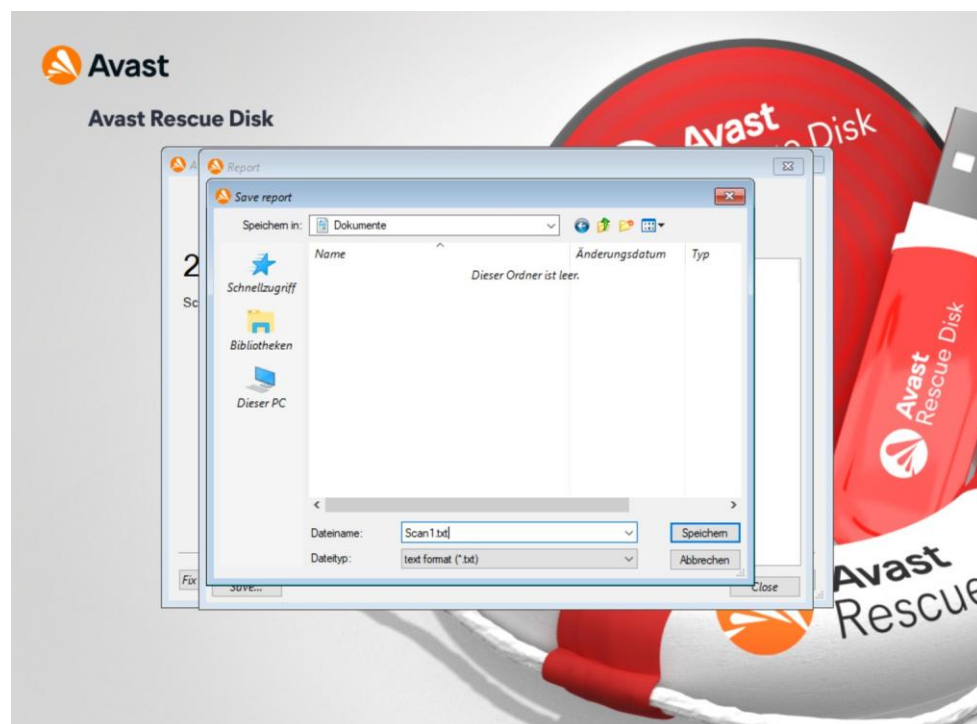 Avast
Avast Rescue Disk
Avast
Disk
A
Report
Save report
Speichern in:
Dokumente
Name
Änderungsdatum
Typ
Dieser Ordner ist leer.
Schnellzugriff
Bibliotheken
Dieser PC
2
Sc
Dateiname:
Scan1.txt
Speichern
Dateityp:
text format (*.txt)
Abbrechen
Fix
Save...
Close
Avast
Rescue Disk
Avast
Rescue